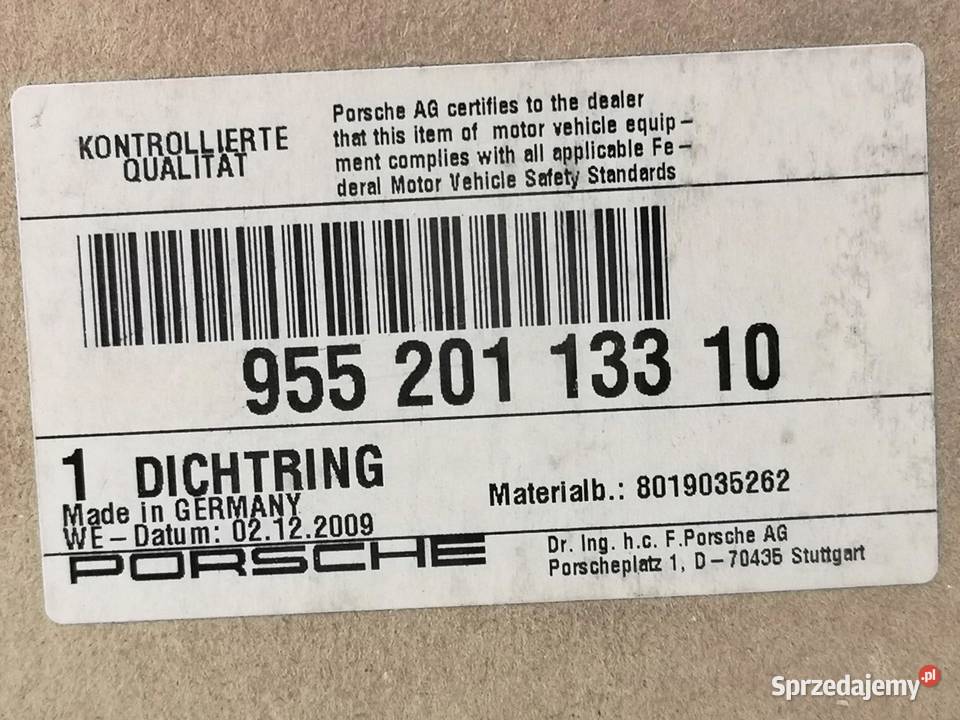 KONTROLLIERTE
QUALITÄT
Porsche AG certifies to the dealer
that this item of motor vehicle equip-
ment complies with all applicable Fe-
deral Motor Vehicle Safety Standards
955 201 133 10
1 DICHTRING
Made in GERMANY
WE-Datum: 02.12.2009
Materialb.: 8019035262
PORSCHE
Dr. Ing. h.c. F.Porsche AG
Porscheplatz 1, D-70435 Stuttgart
Sprzedajemy.pl